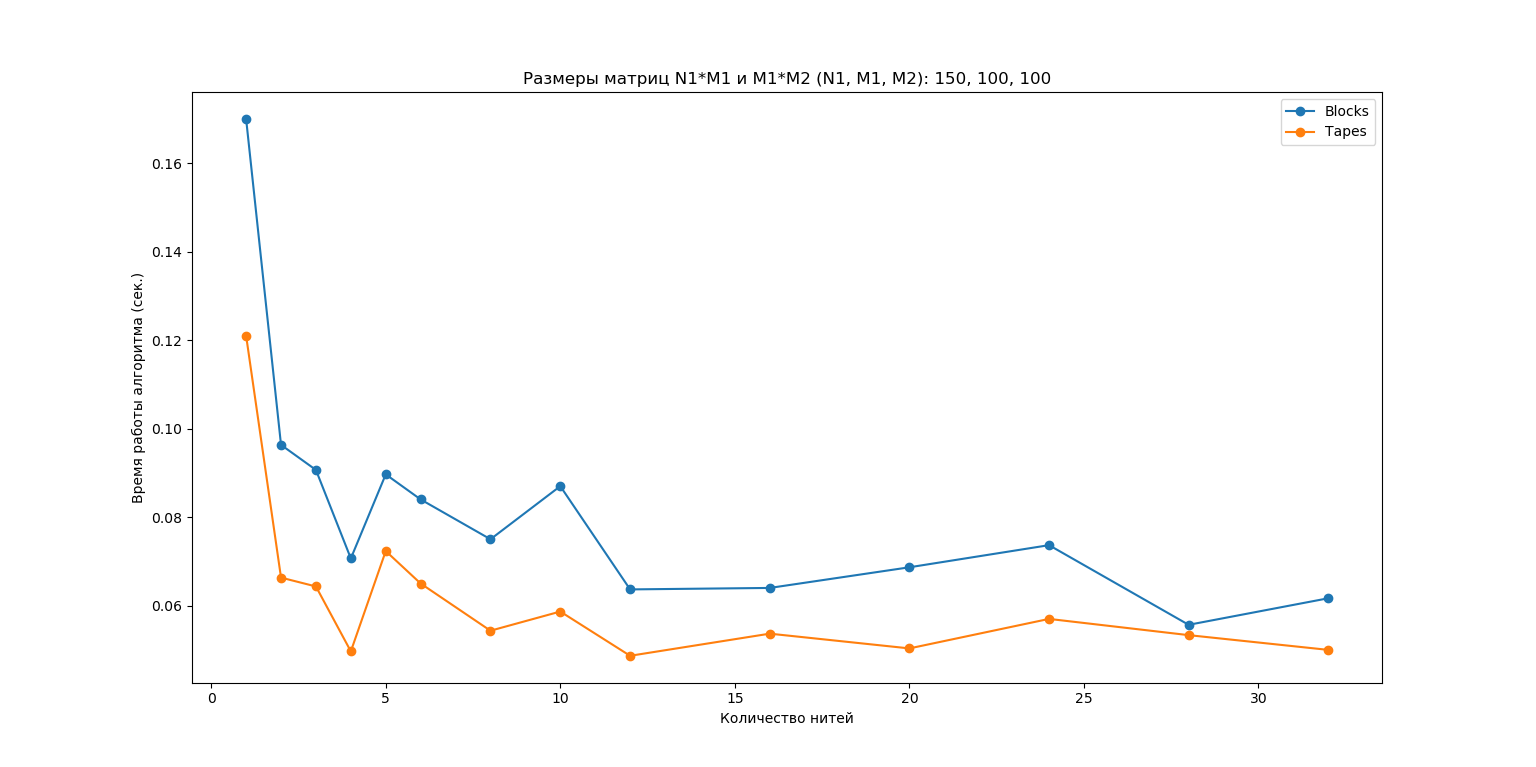 Размеры матриц N1*M1 и M1*M2 (N1, M1, M2): 150, 100, 100
Blocks
Tapes
Время работы алгоритма (сек.)
0.16
0.14
0.12
0.10
0.08
0.06
0
5
10
15
20
25
30
Количество нитей